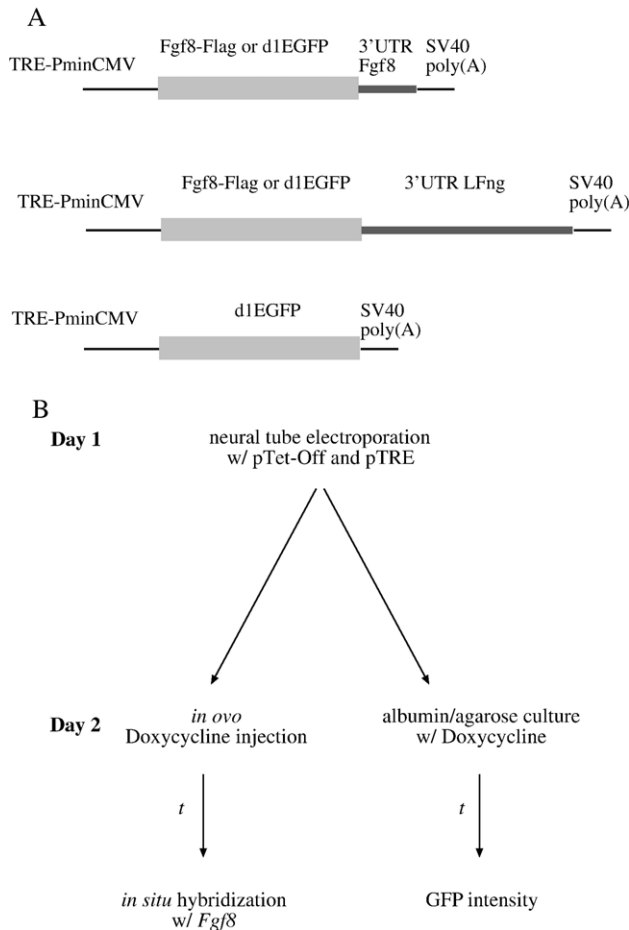 A
Fgf8-Flag or d1EGFP
3'UTR
Fgf8
SV40
poly(A)
TRE-PminCMV
Fgf8-Flag or d1EGFP
3'UTR LFng
SV40
poly(A)
TRE-PminCMV
d1EGFP
SV40
poly(A)
TRE-PminCMV
B
Day 1
neural tube electroporation
w/ pTet-Off and pTRE
Day 2
in ovo
Doxycycline injection
albumin/agarose culture
w/ Doxycycline
t
t
in situ hybridization
w/ Fgf8
GFP intensity